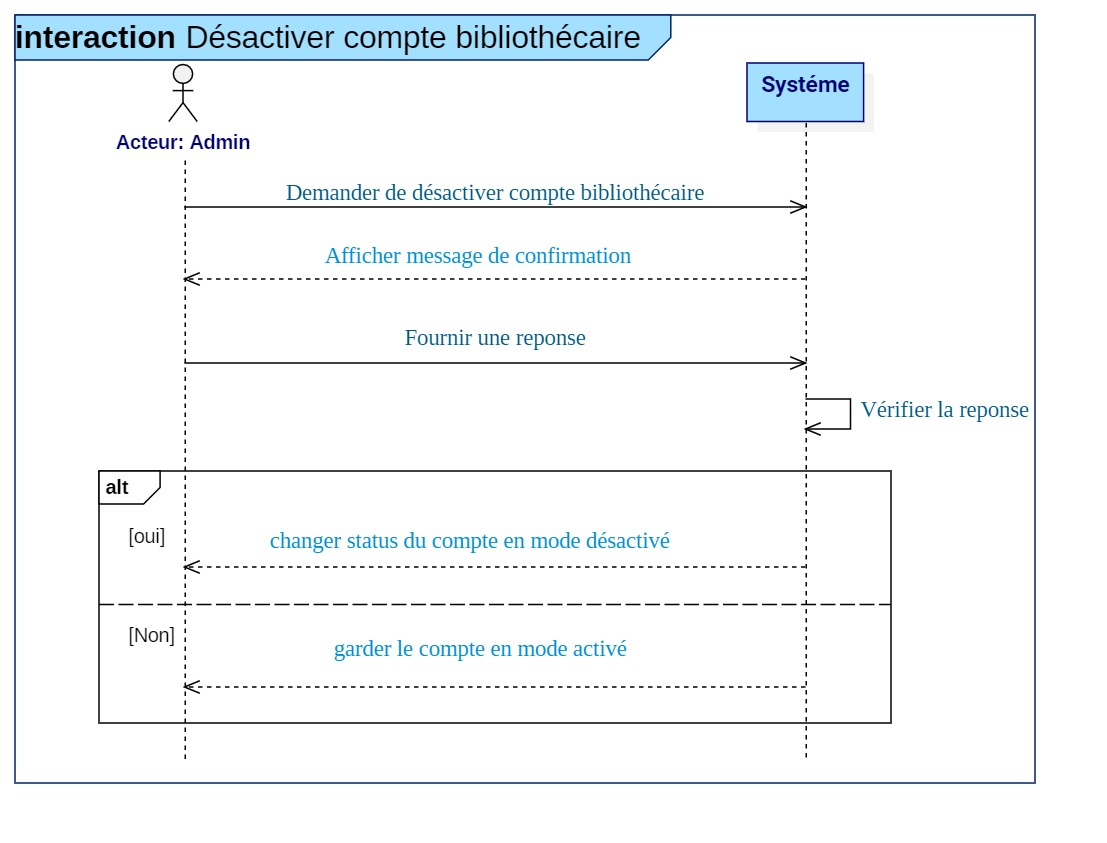 interaction Désactiver compte bibliothécaire
Systéme
Acteur: Admin
Demander de désactiver compte bibliothécaire
Afficher message de confirmation
Fournir une reponse
Vérifier la reponse
alt
[oui]
changer status du compte en mode désactivé
[Non]
garder le compte en mode activé